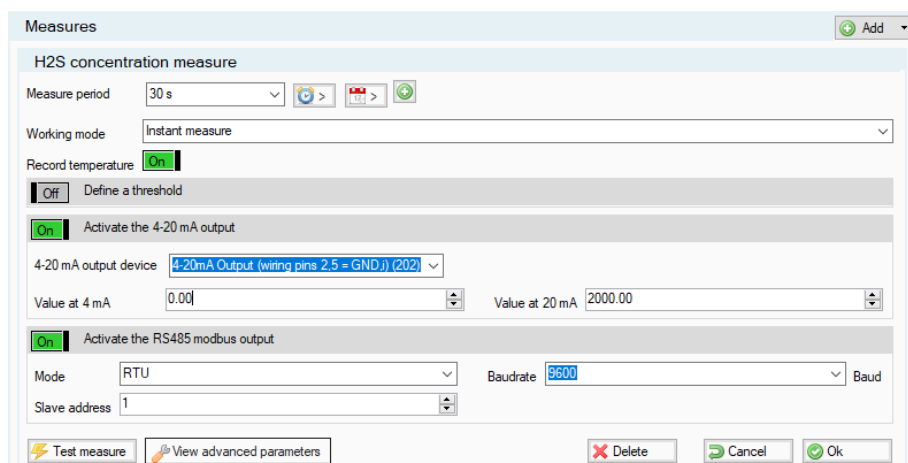 Measures
Add
H2S concentration measure
Measure period 30 s > >
Working mode Instant measure
Record temperature On
Off Define a threshold
On Activate the 4-20 mA output
4-20 mA output device 4-20mA Output (wiring pins 2,5 = GND,i) (202)
Value at 4 mA 0.00 Value at 20 mA 2000.00
On Activate the RS485 modbus output
Mode RTU Baudrate 9600 Baud
Slave address 1
Test measure View advanced parameters Delete Cancel Ok